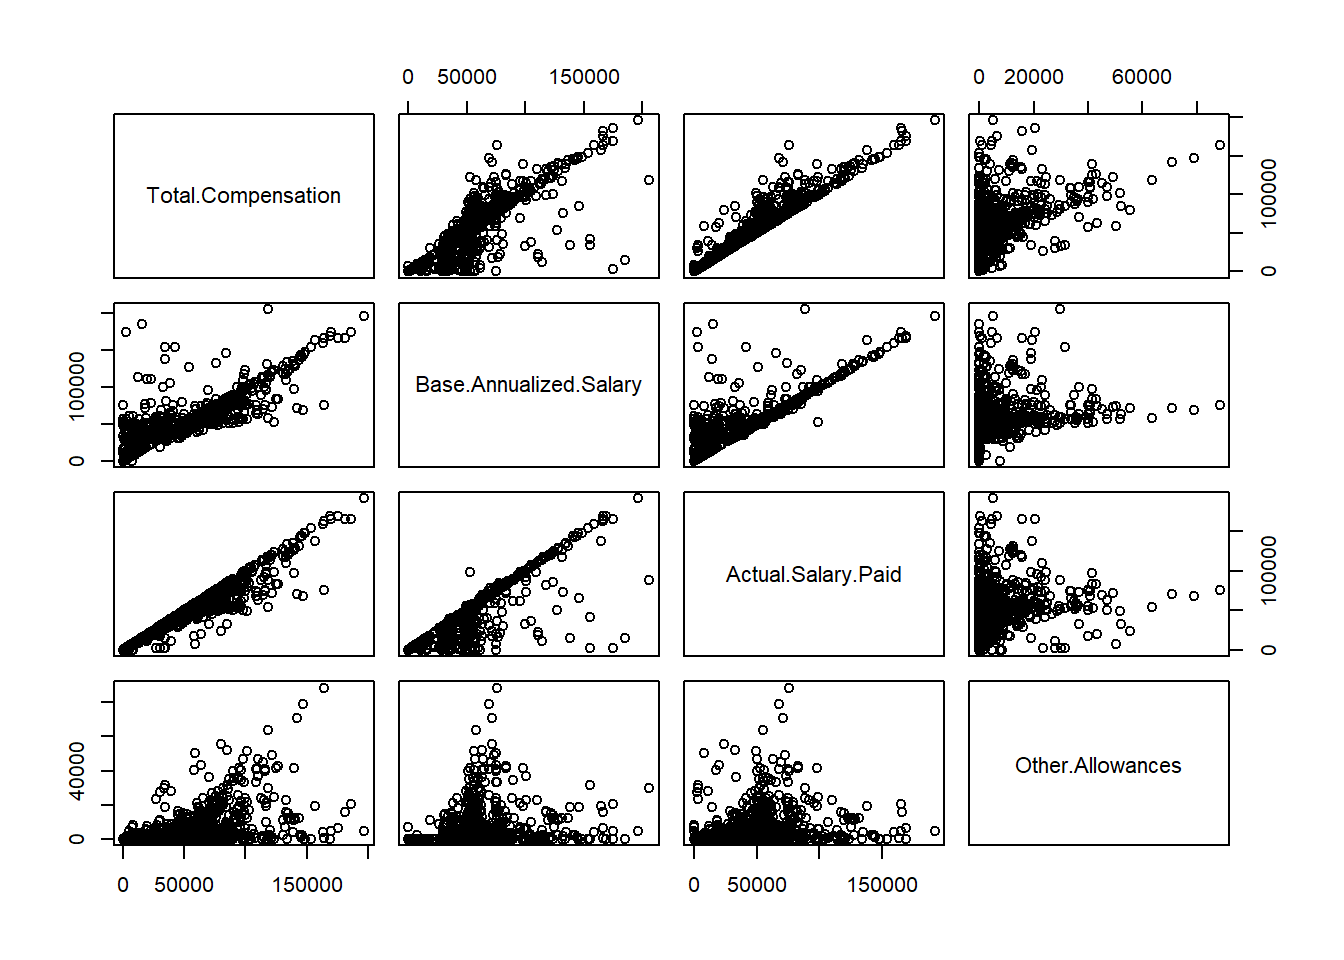 0 50000 150000
0 20000 60000
Total.Compensation
0 100000
0 100000
Base.Annualized.Salary
Actual.Salary.Paid
0 100000
0 40000
Other.Allowances
0 50000 150000
0 50000 150000